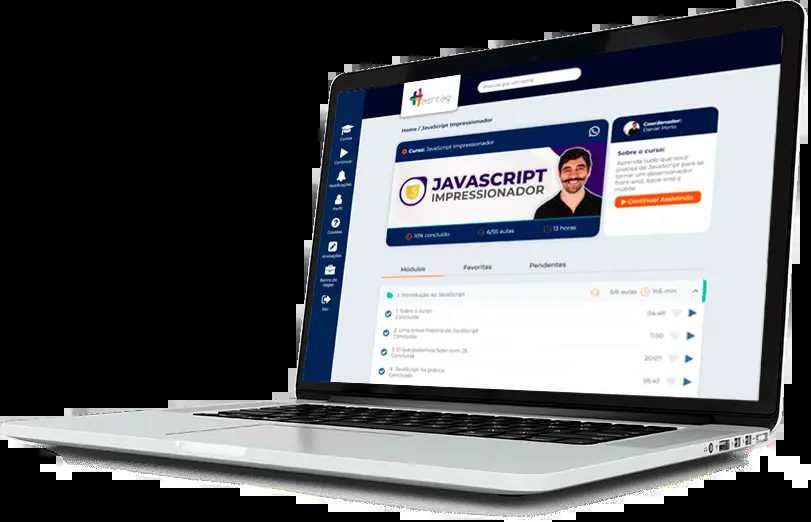 Hashtag
Procure por um tema
Home / JavaScript Impressionador
Cursos
Continuar
Notificações
Perfil
Dúvidas
Anotações
Banco de
Vagas
Sair
Curso: JavaScript Impressionador
JAVASCRIPT
IMPRESSIONADOR
10% concluído
6/55 aulas
13 horas
Coordenador:
Daniel Porto
Sobre o curso:
Aprenda tudo que você
precisa de JavaScript para se
tornar um desenvolvedor
front end, back end e
mobile
Continuar Assistindo
Módulos
Favoritas
Pendentes
1. Introdução ao JavaScript
6/6 aulas
1h5 min
1. Sobre o curso
Concluída
04:48
2. Uma breve história do JavaScript
Concluída
11:50
3. O que podemos fazer com JS
Concluída
20:07
4. JavaScript na prática
Concluída
05:47